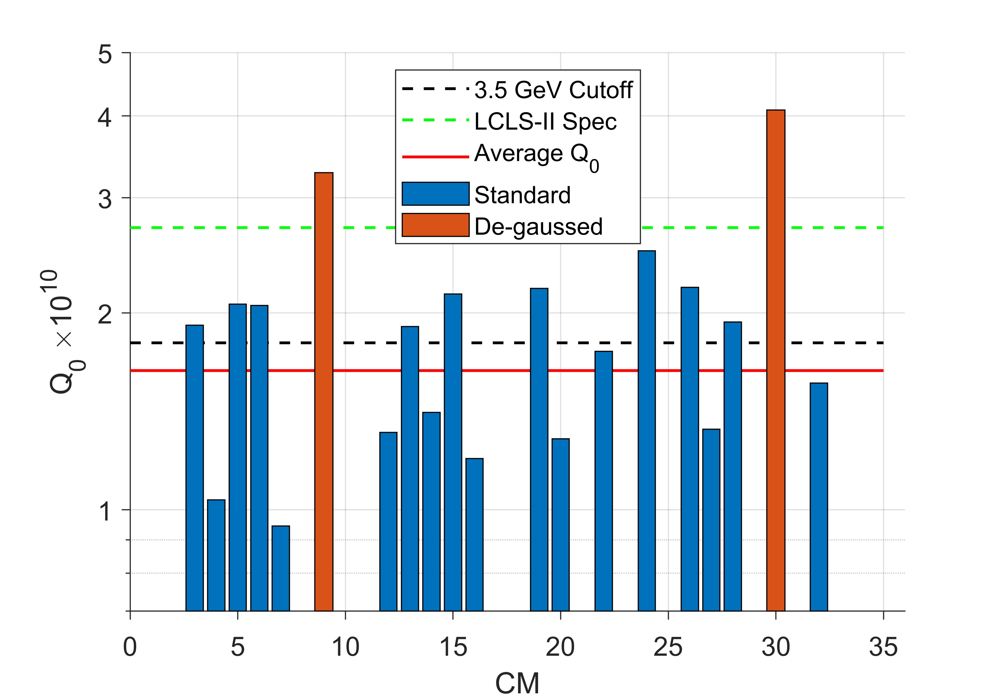 5
4
3
2
1
Q0 ×10^10
3.5 GeV Cutoff
LCLS-II Spec
Average Q0
Standard
De-gaussed
0 5 10 15 20 25 30 35
CM